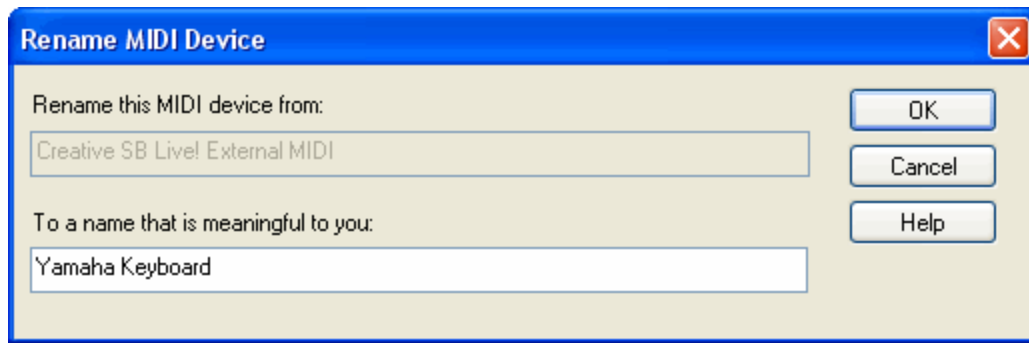 Rename MIDI Device
Rename this MIDI device from:
OK
Creative SB Live! External MIDI
Cancel
To a name that is meaningful to you:
Help
Yamaha Keyboard